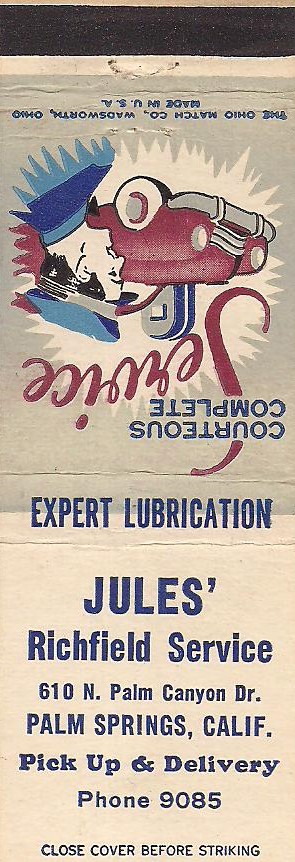 THE OHIO MATCH CO., WADSWORTH, OHIO
MADE IN U.S.A.
COURTEOUS
COMPLETE
Service
EXPERT LUBRICATION
JULES'
Richfield Service
610 N. Palm Canyon Dr.
PALM SPRINGS, CALIF.
Pick Up & Delivery
Phone 9085
CLOSE COVER BEFORE STRIKING